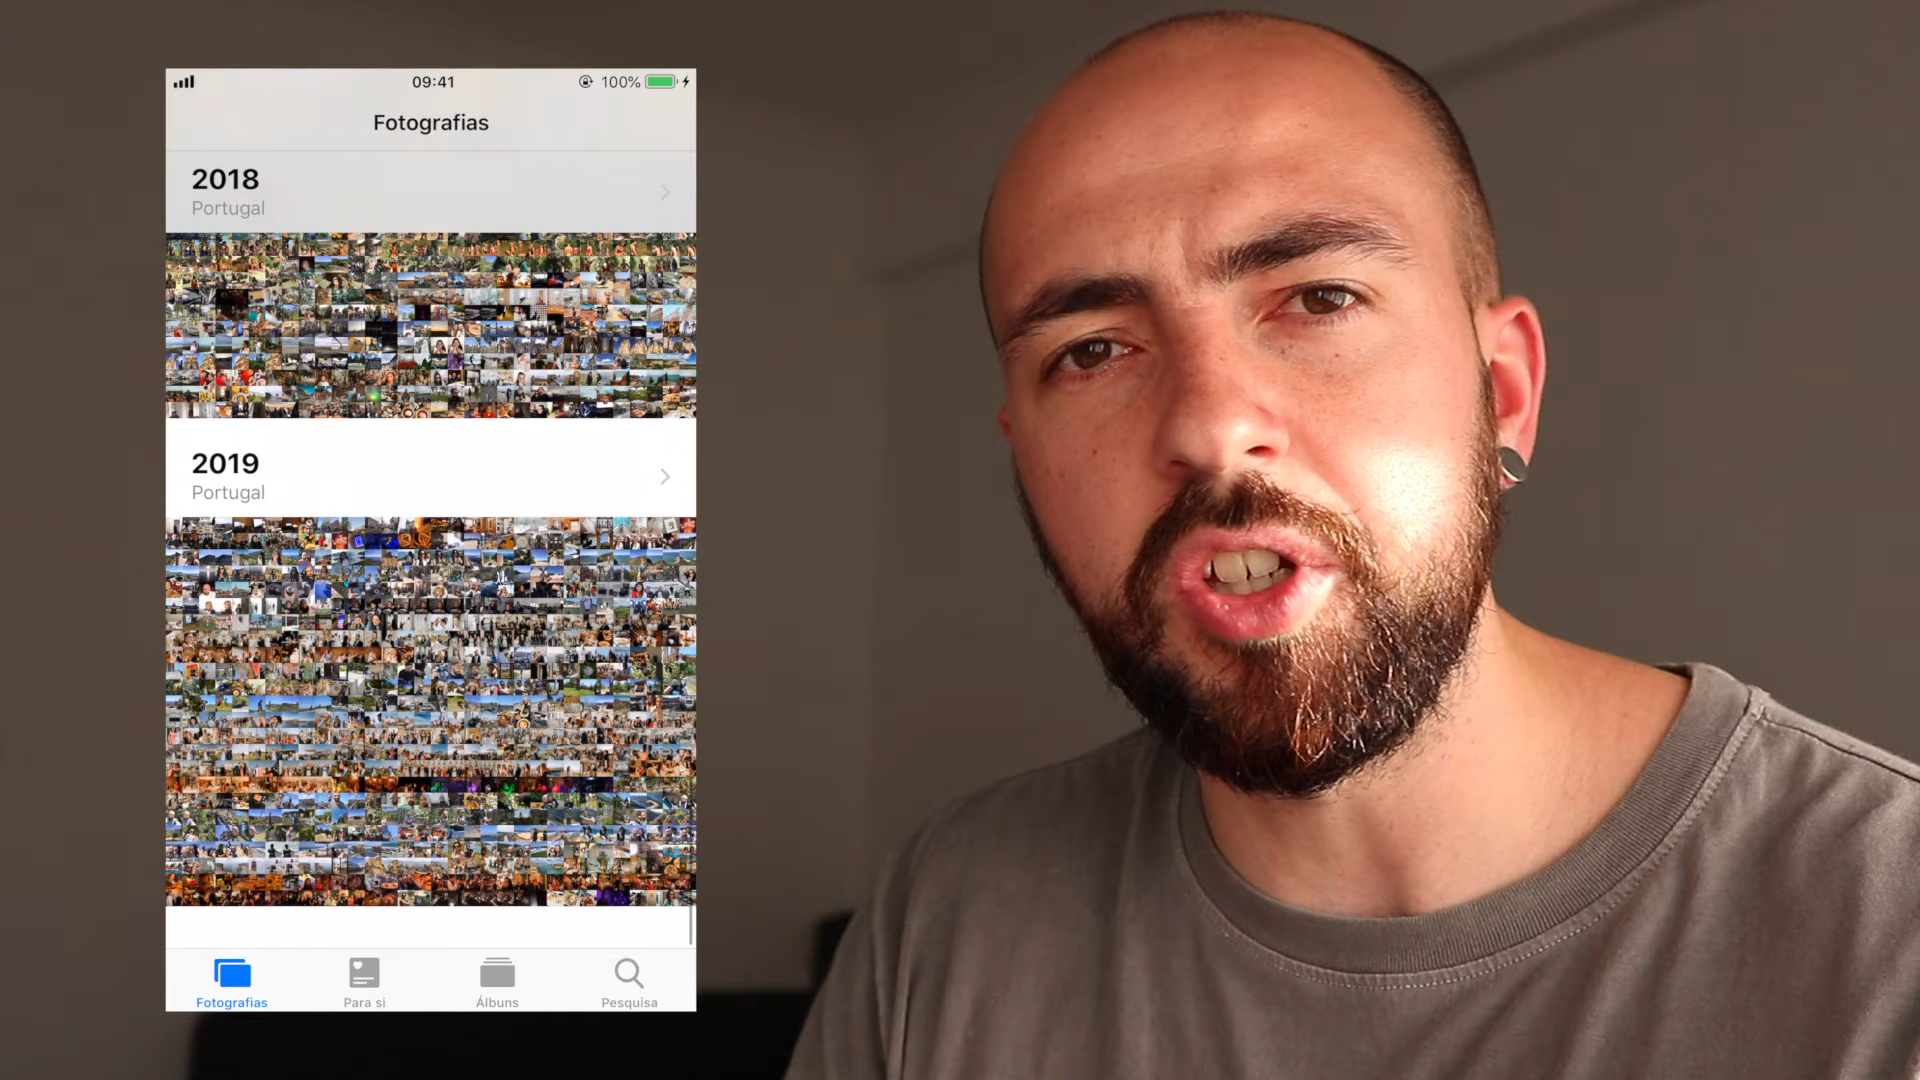 09:41
100%
Fotografias
2018
Portugal
2019
Portugal
Fotografias
Para si
Álbuns
Pesquisa